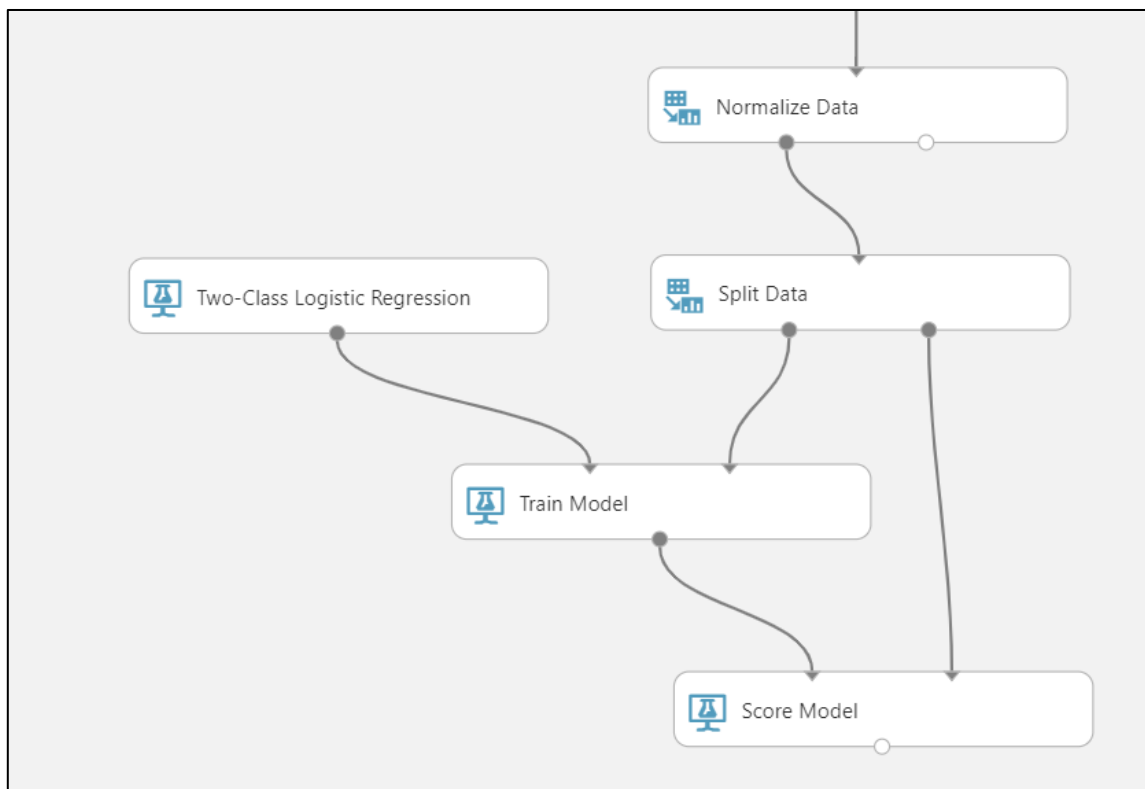 Normalize Data
Two-Class Logistic Regression
Split Data
Train Model
Score Model